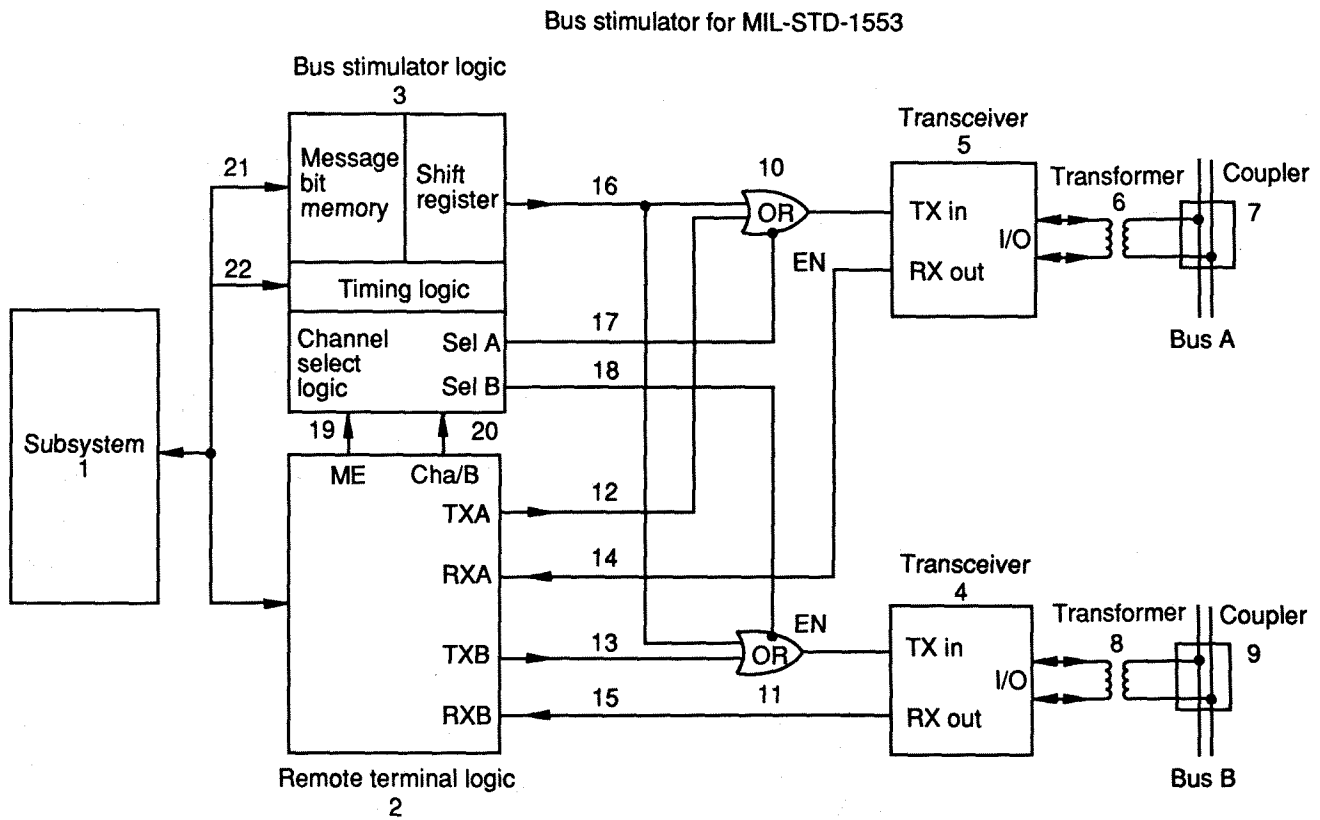 Bus stimulator for MIL-STD-1553
Bus stimulator logic
3
Message
bit
memory
Shift
register
Timing logic
Channel
select
logic
Sel A
Sel B
21
22
16
17
18
19
20
10
OR
EN
Transceiver
5
TX in
I/O
RX out
Transformer
6
Coupler
7
Bus A
Subsystem
1
ME
Cha/B
TXA
RXA
TXB
RXB
12
14
13
15
Remote terminal logic
2
OR
EN
11
Transceiver
4
TX in
I/O
RX out
Transformer
8
Coupler
9
Bus B